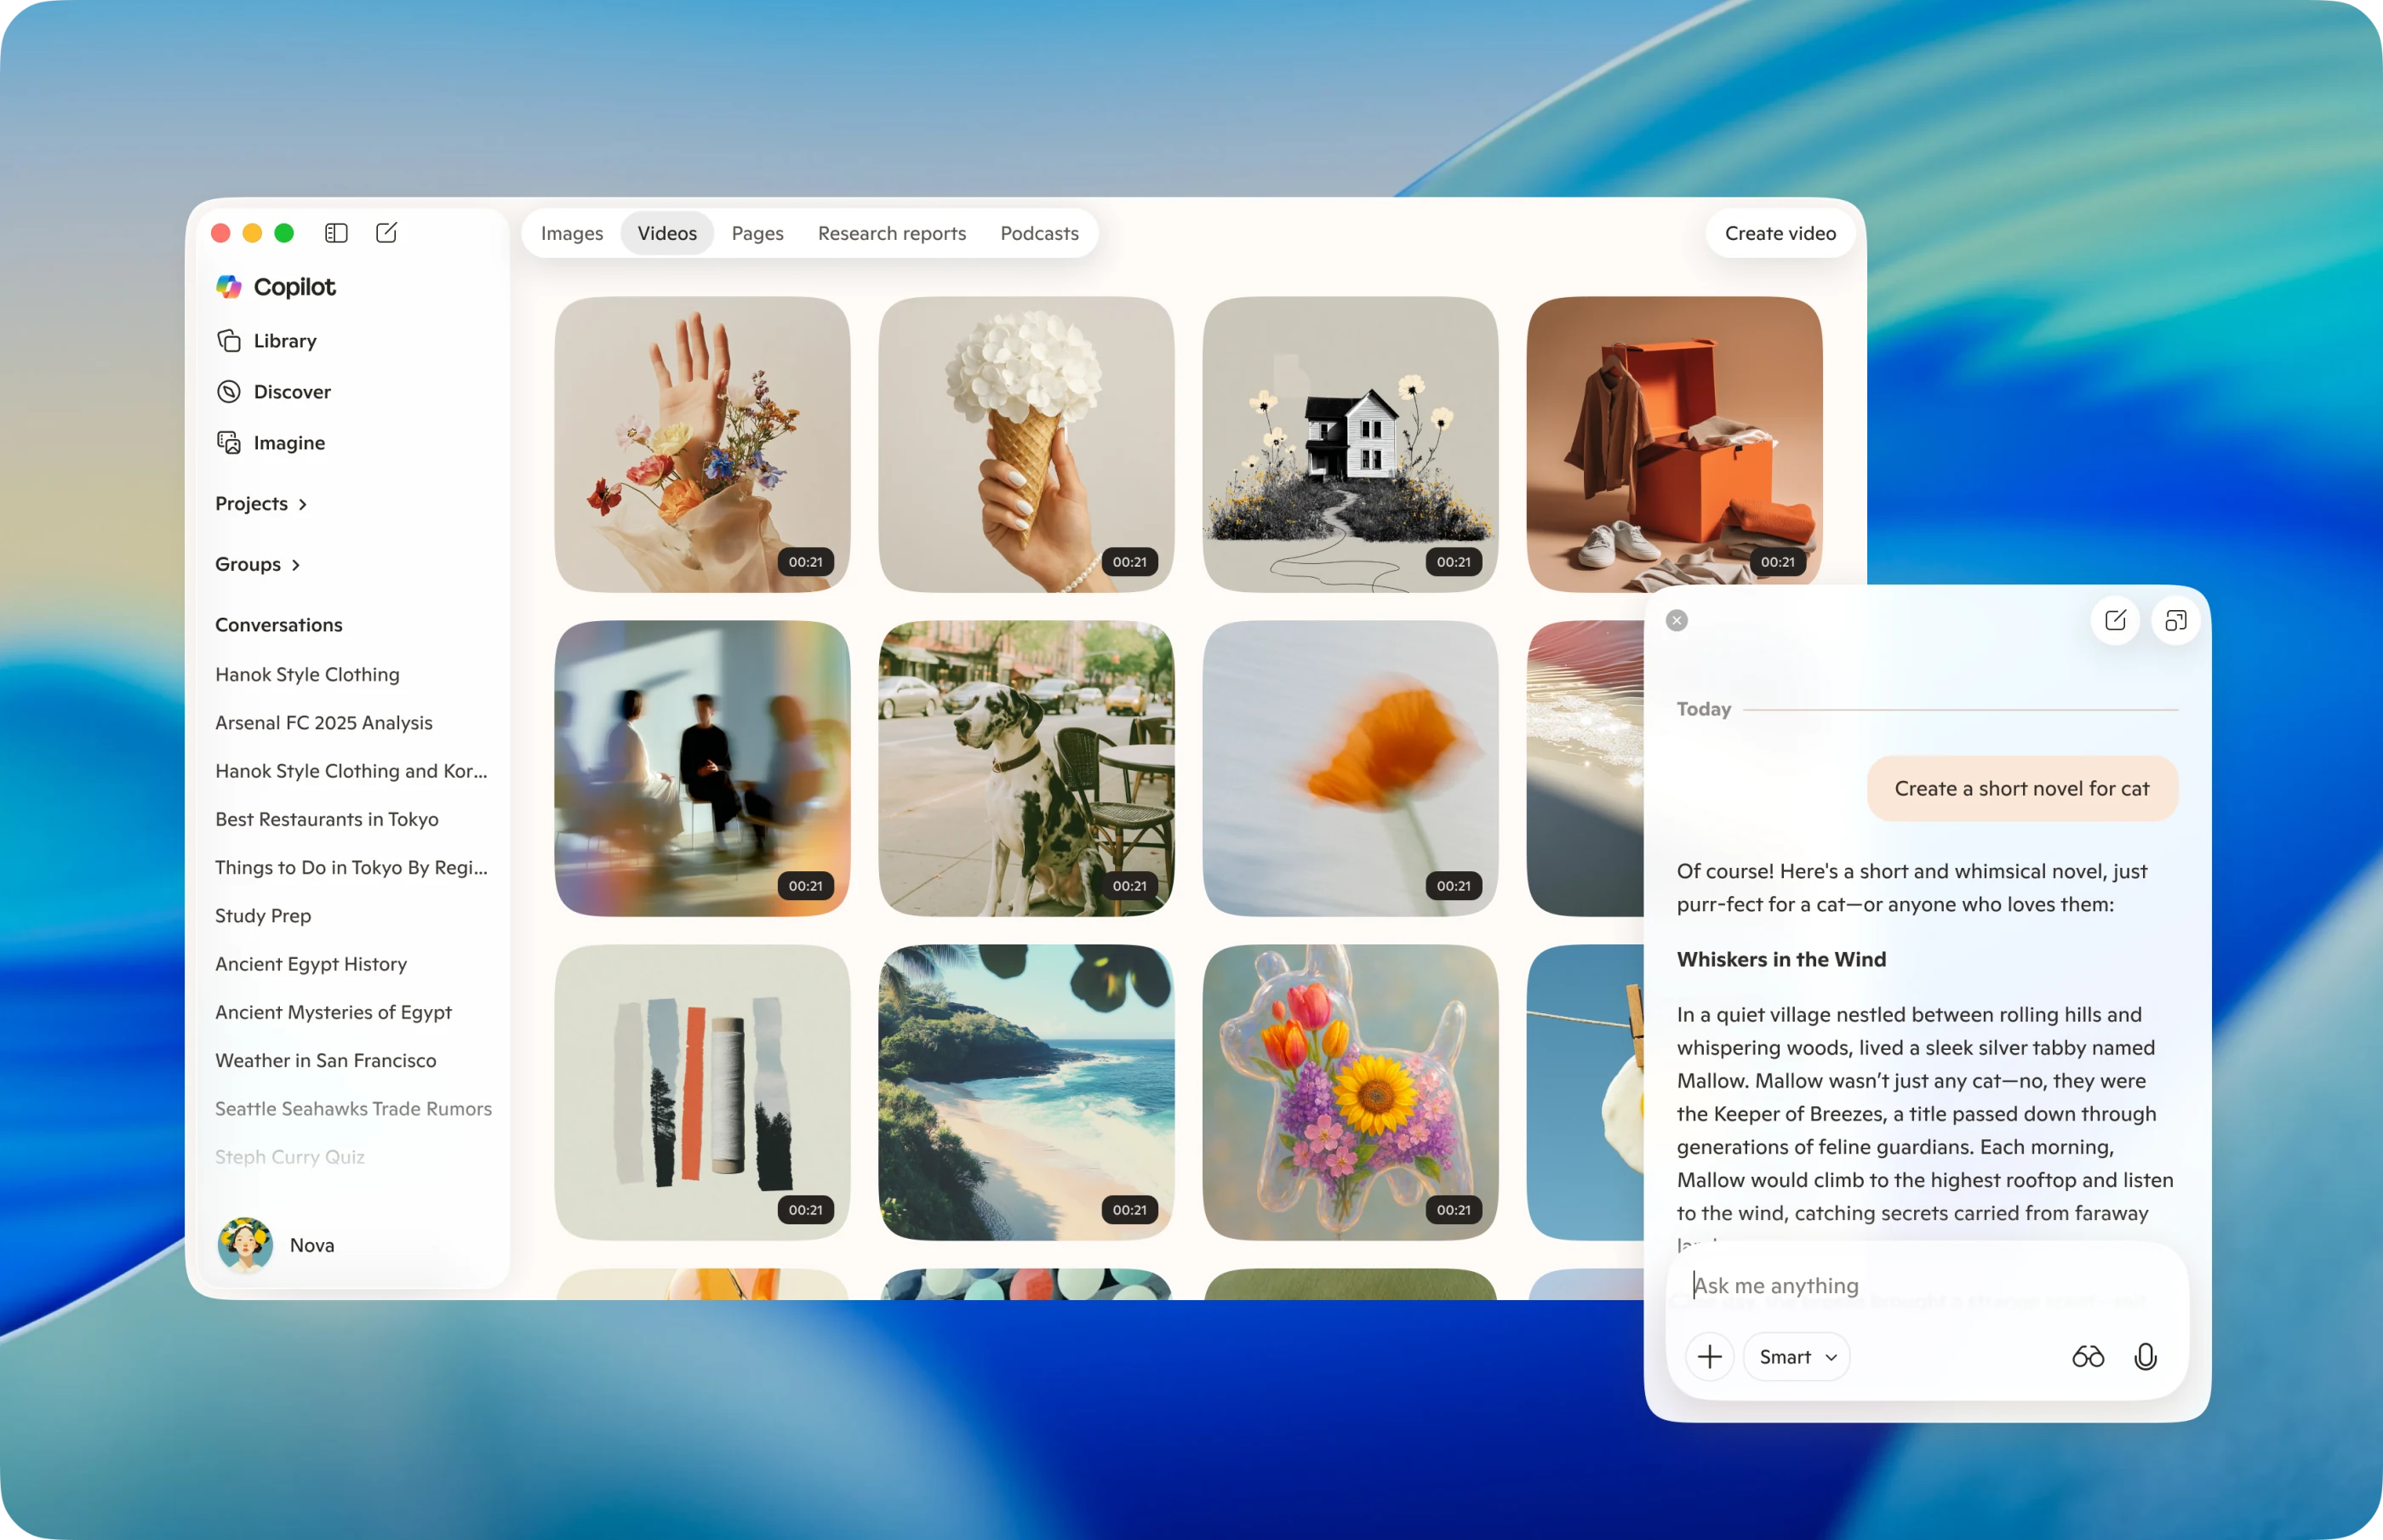 Images
Videos
Pages
Research reports
Podcasts
Create video
Copilot
Library
Discover
Imagine
Projects
Groups
Conversations
Hanok Style Clothing
Arsenal FC 2025 Analysis
Hanok Style Clothing and Kor...
Best Restaurants in Tokyo
Things to Do in Tokyo By Regi...
Study Prep
Ancient Egypt History
Ancient Mysteries of Egypt
Weather in San Francisco
Seattle Seahawks Trade Rumors
Steph Curry Quiz
Nova
00:21
00:21
00:21
00:21
00:21
00:21
00:21
00:21
00:21
00:21
Today
Create a short novel for cat
Of course! Here's a short and whimsical novel, just
purr-fect for a cat—or anyone who loves them:
Whiskers in the Wind
In a quiet village nestled between rolling hills and
whispering woods, lived a sleek silver tabby named
Mallow. Mallow wasn’t just any cat—no, they were
the Keeper of Breezes, a title passed down through
generations of feline guardians. Each morning,
Mallow would climb to the highest rooftop and listen
to the wind, catching secrets carried from faraway
Ask me anything
Smart